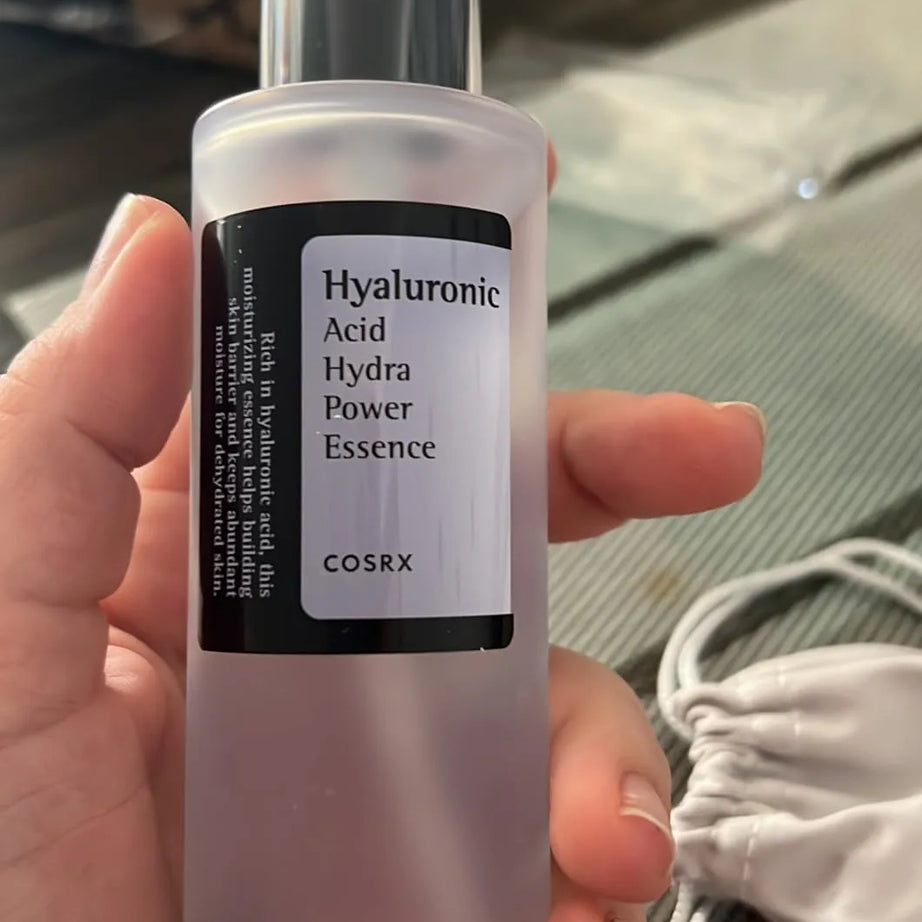 Hyaluronic
Acid
Hydra
Power
Essence
COSRX
Rich in hyaluronic acid, this
moisturizing essence helps building
skin barrier and keeps abundant
moisture for dehydrated skin.